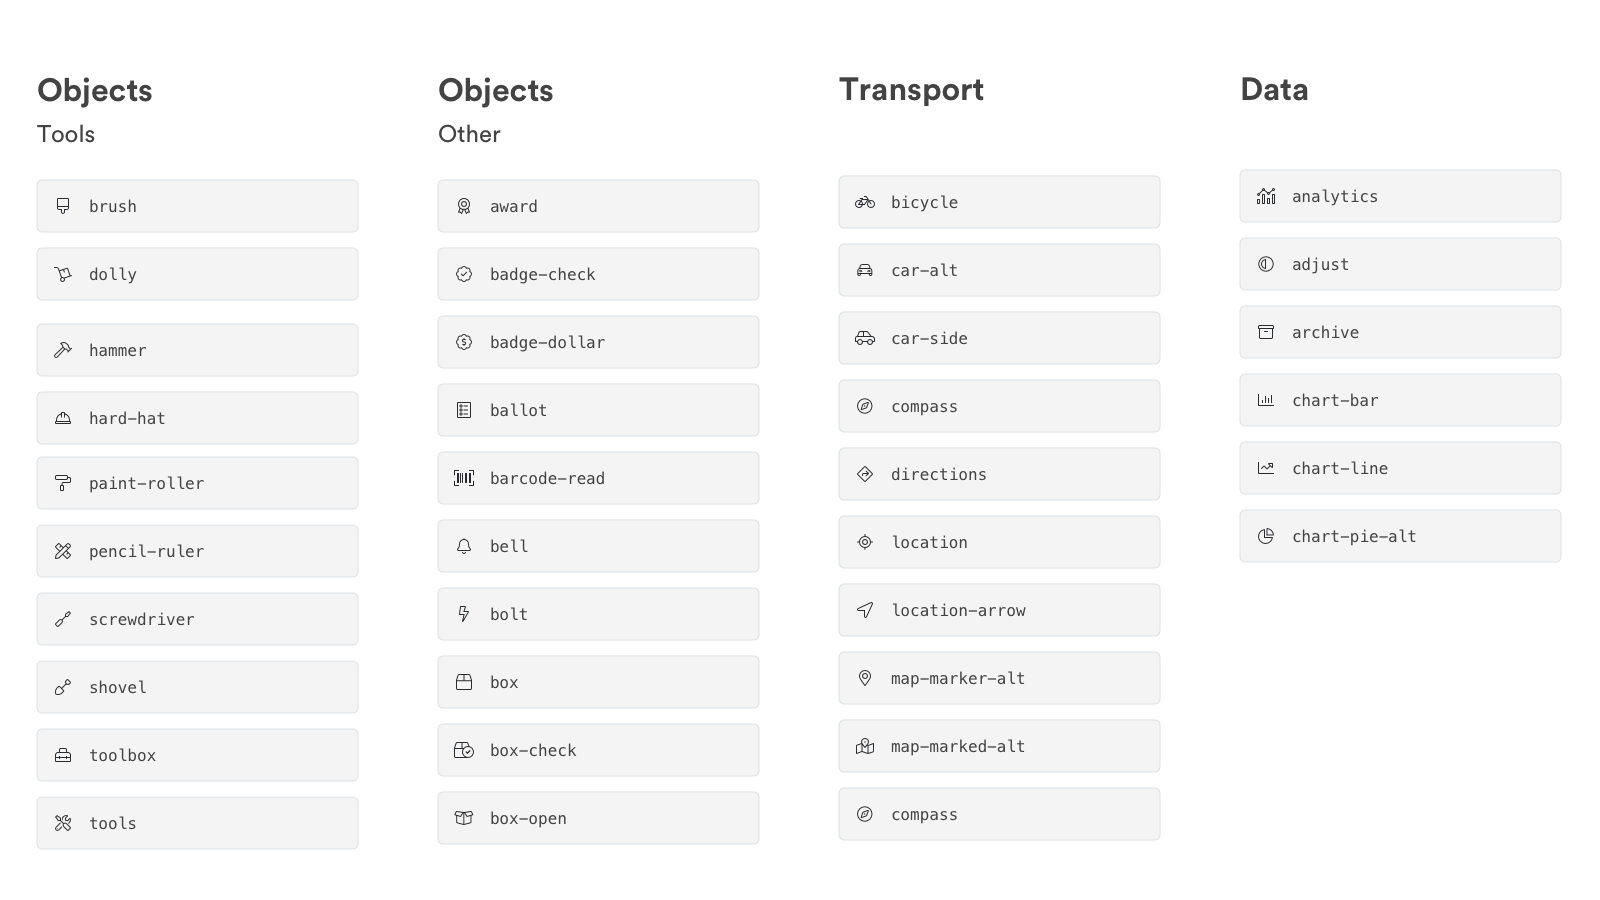 Objects
Tools
brush
dolly
hammer
hard-hat
paint-roller
pencil-ruler
screwdriver
shovel
toolbox
tools
Objects
Other
award
badge-check
badge-dollar
ballot
barcode-read
bell
bolt
box
box-check
box-open
Transport
bicycle
car-alt
car-side
compass
directions
location
location-arrow
map-marker-alt
map-marked-alt
compass
Data
analytics
adjust
archive
chart-bar
chart-line
chart-pie-alt